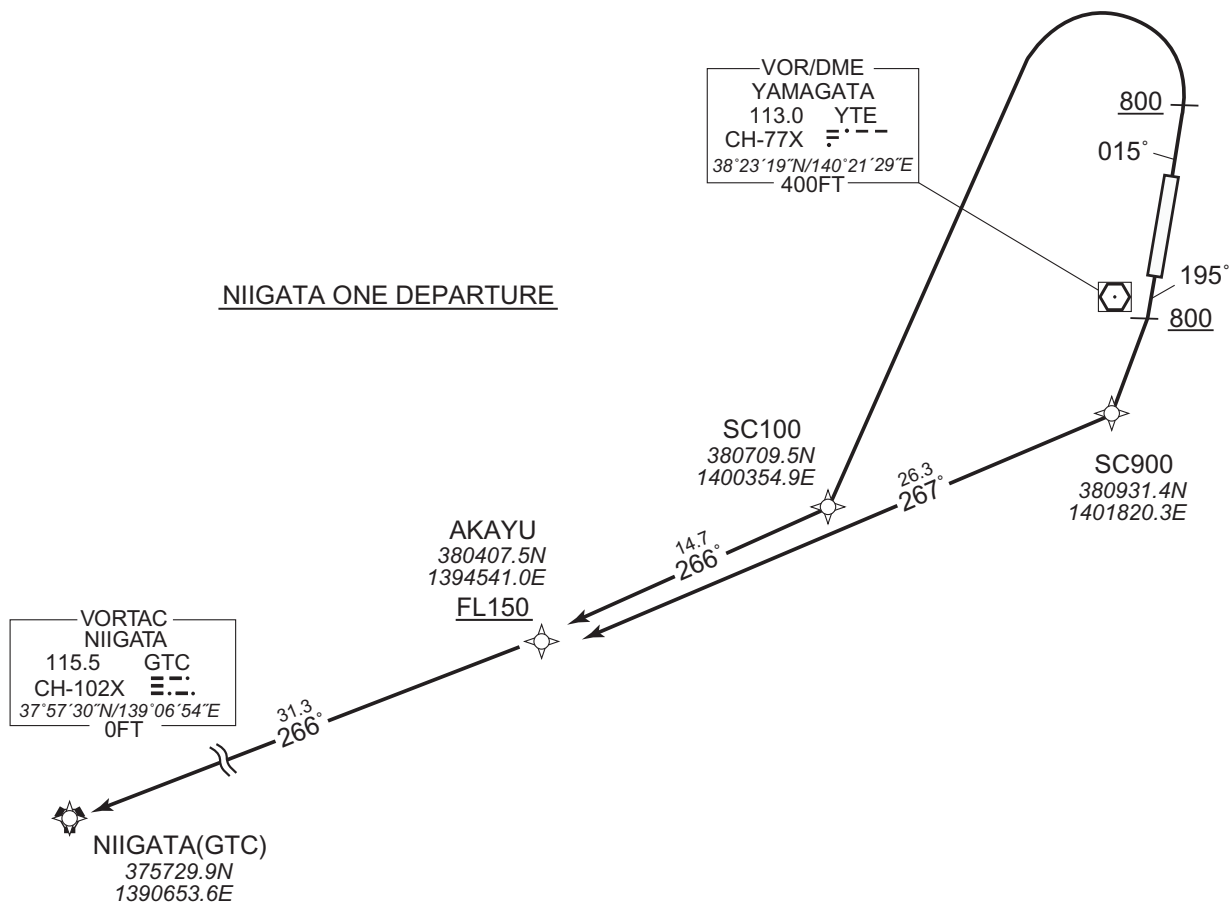 VOR/DME
YAMAGATA
113.0 YTE
CH-77X
38°23´19˝N/140°21´29˝E
400FT
800
015°
195°
800
NIIGATA ONE DEPARTURE
SC100
380709.5N
1400354.9E
SC900
380931.4N
1401820.3E
26.3
267°
14.7
266°
AKAYU
380407.5N
1394541.0E
FL150
VORTAC
NIIGATA
115.5 GTC
CH-102X
37°57´30˝N/139°06´54˝E
0FT
31.3
266°
NIIGATA(GTC)
375729.9N
1390653.6E